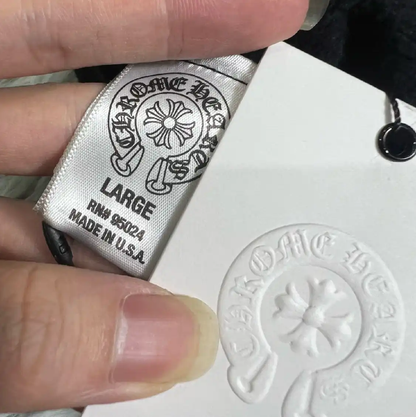 CHROME HEARTS
LARGE
RN# 95024
MADE IN U.S.A.
CHROME HEARTS